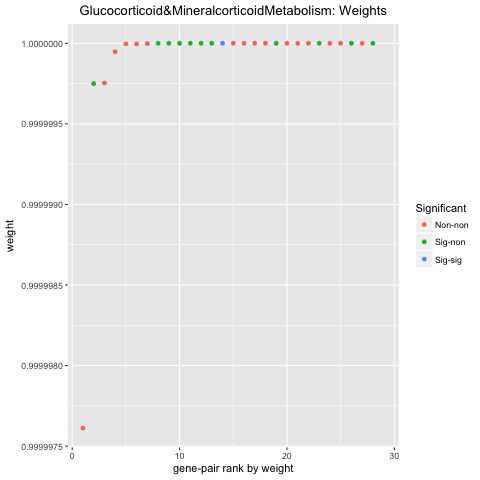 Glucocorticoid&MineralcorticoidMetabolism: Weights
1.0000000
0.9999995
0.9999990
0.9999985
0.9999980
0.9999975
weight
0
10
20
30
gene-pair rank by weight
Significant
Non-non
Sig-non
Sig-sig